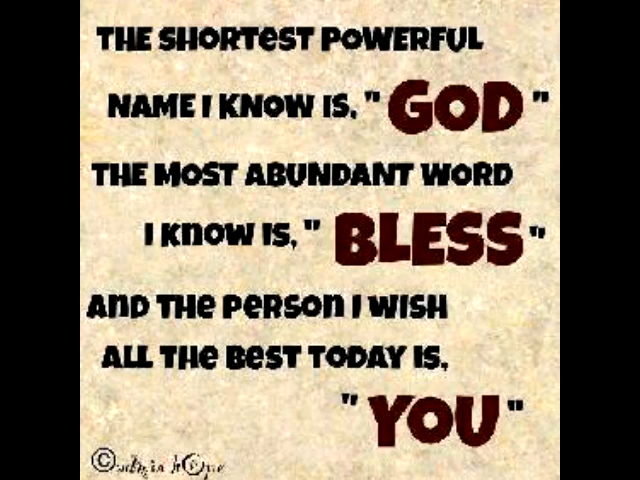 THE SHORTEST POWERFUL
NAME I KNOW IS, "GOD"
THE MOST ABUNDANT WORD
I KNOW IS, "BLESS"
AND THE PERSON I WISH
ALL THE BEST TODAY IS,
"YOU"